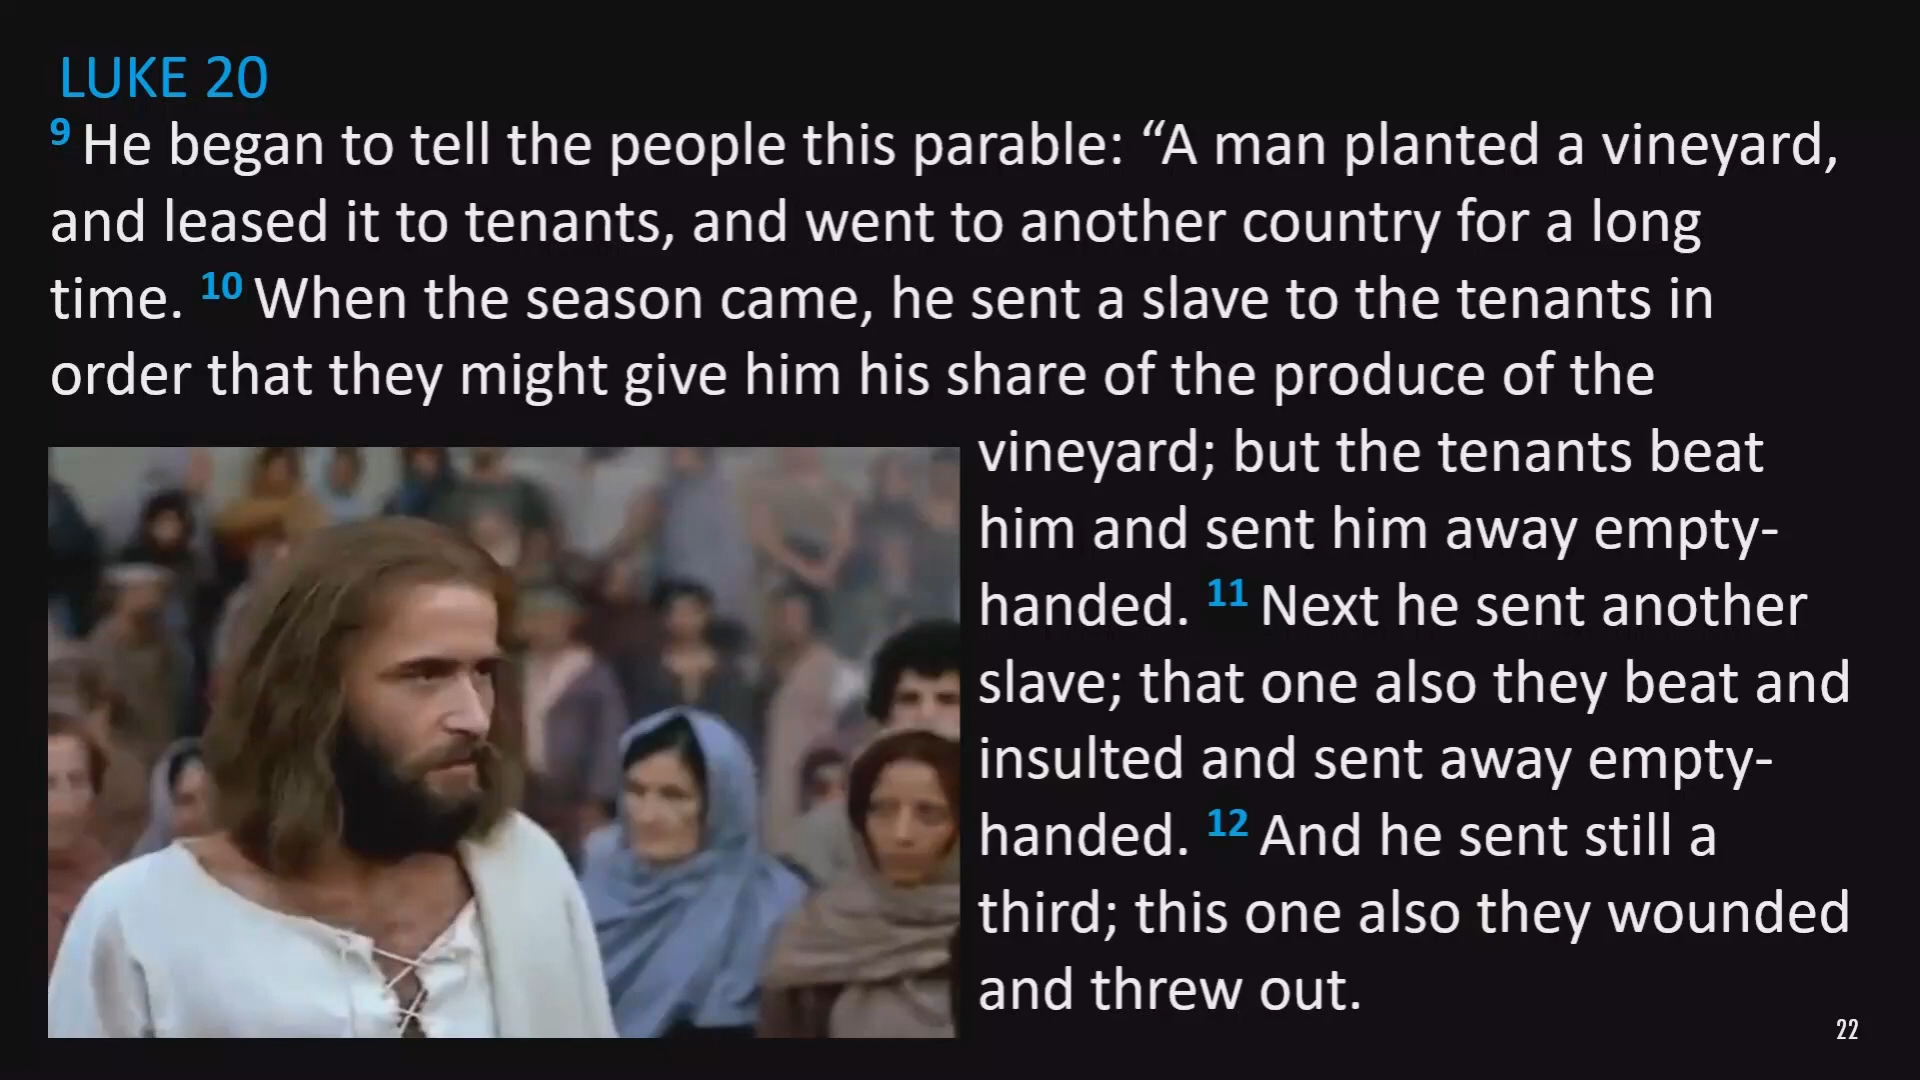 LUKE 20
9 He began to tell the people this parable: “A man planted a vineyard,
and leased it to tenants, and went to another country for a long
time. 10 When the season came, he sent a slave to the tenants in
order that they might give him his share of the produce of the
vineyard; but the tenants beat
him and sent him away empty-
handed. 11 Next he sent another
slave; that one also they beat and
insulted and sent away empty-
handed. 12 And he sent still a
third; this one also they wounded
and threw out.
22